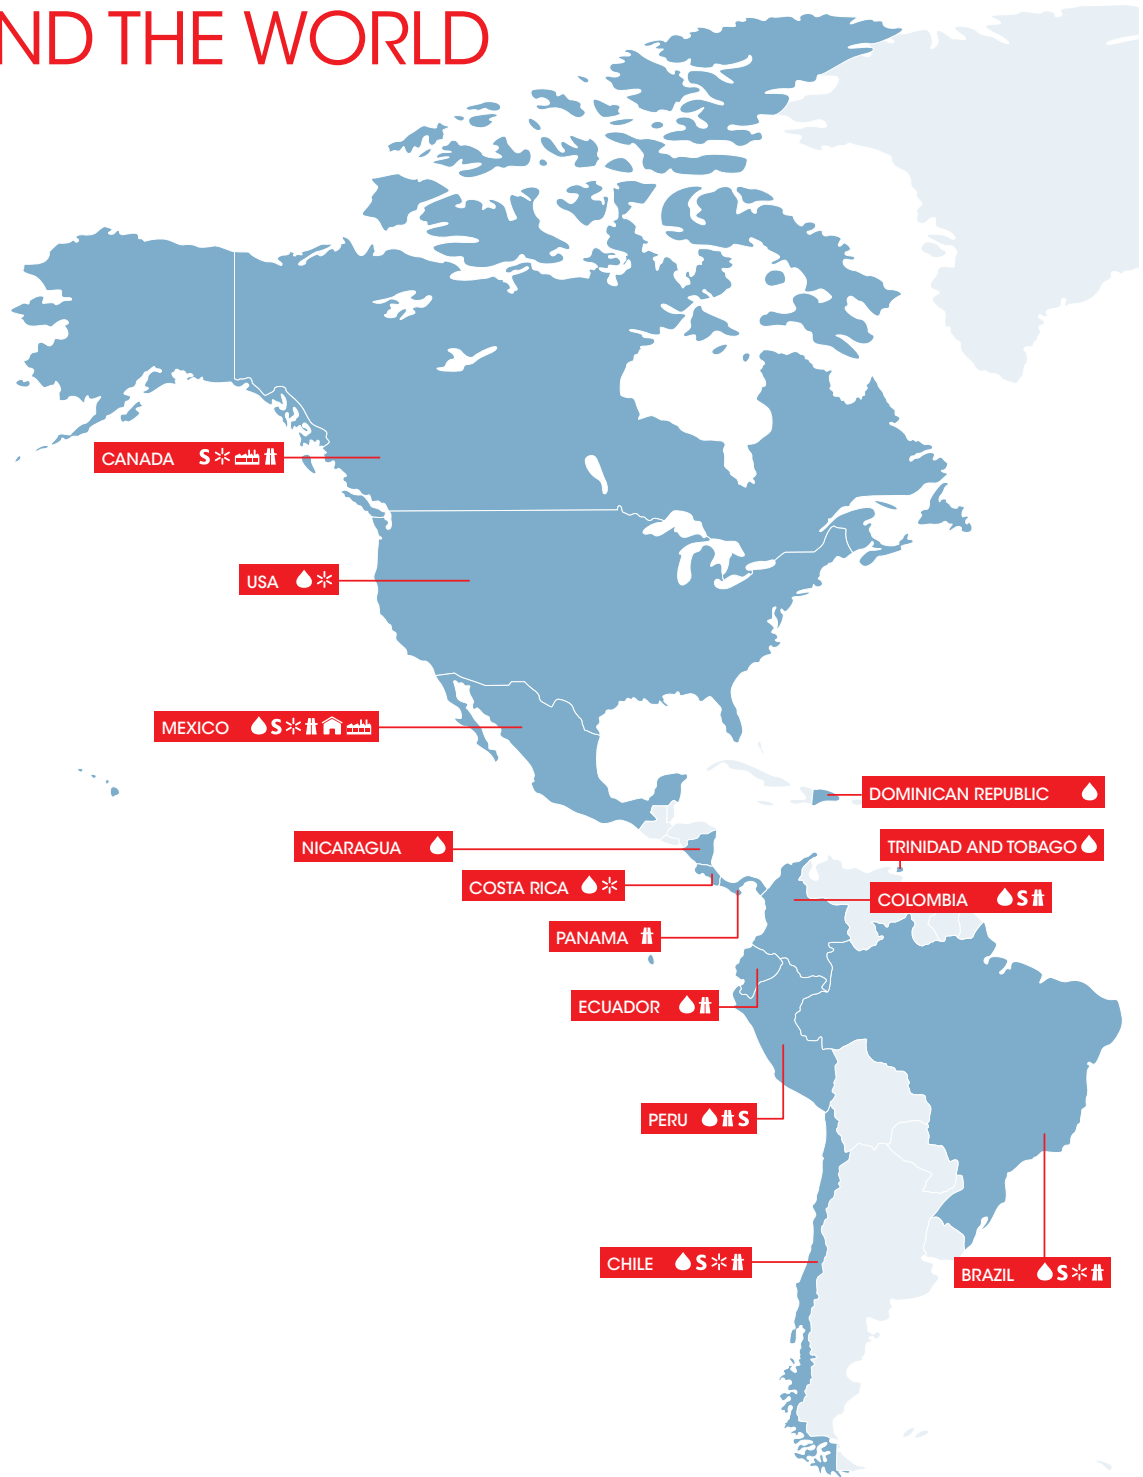 ND THE WORLD
CANADA S
USA
MEXICO S
DOMINICAN REPUBLIC
NICARAGUA
TRINIDAD AND TOBAGO
COSTA RICA
COLOMBIA S
PANAMA
ECUADOR
PERU S
CHILE S
BRAZIL S